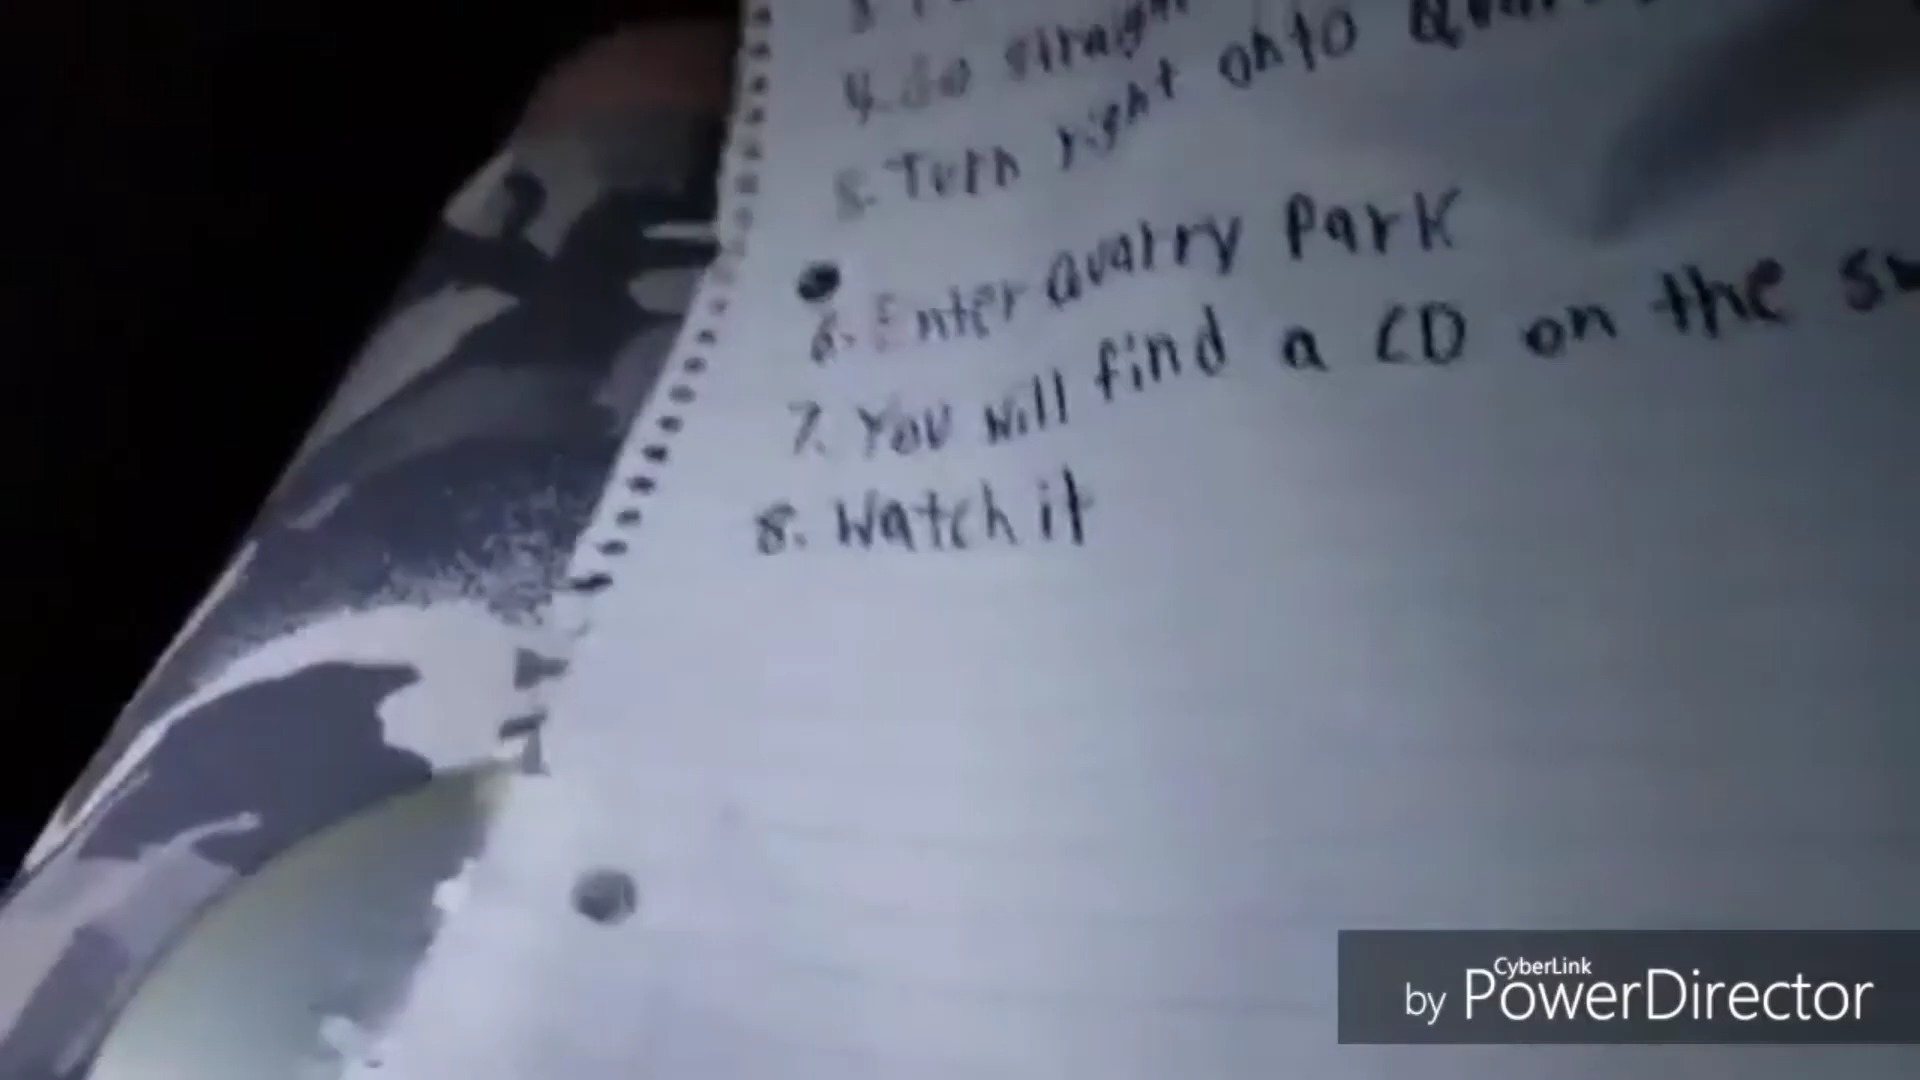 4. Go straight
5. Turn right onto
6. Enter Quarry Park
7. You will find a CD on the
8. Watch it
by CyberLink PowerDirector